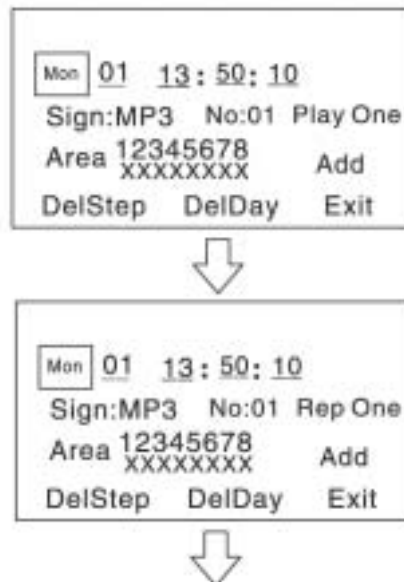 Mon 01 13:50:10
Sign:MP3 No:01 Play One
Area 12345678
XXXXXXXX Add
DelStep DelDay Exit
Mon 01 13:50:10
Sign:MP3 No:01 Rep One
Area 12345678
XXXXXXXX Add
DelStep DelDay Exit